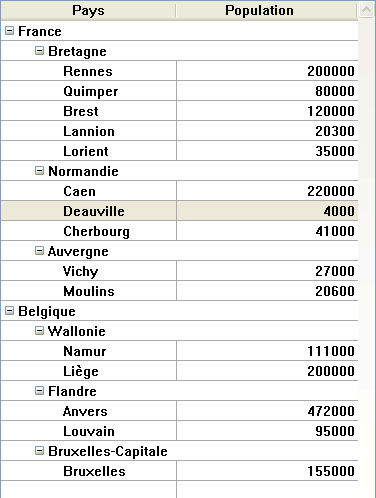 Pays Population
France
Bretagne
Rennes 200000
Quimper 80000
Brest 120000
Lannion 20300
Lorient 35000
Normandie
Caen 220000
Deauville 4000
Cherbourg 41000
Auvergne
Vichy 27000
Moulins 20600
Belgique
Wallonie
Namur 111000
Liège 200000
Flandre
Anvers 472000
Louvain 95000
Bruxelles-Capitale
Bruxelles 155000